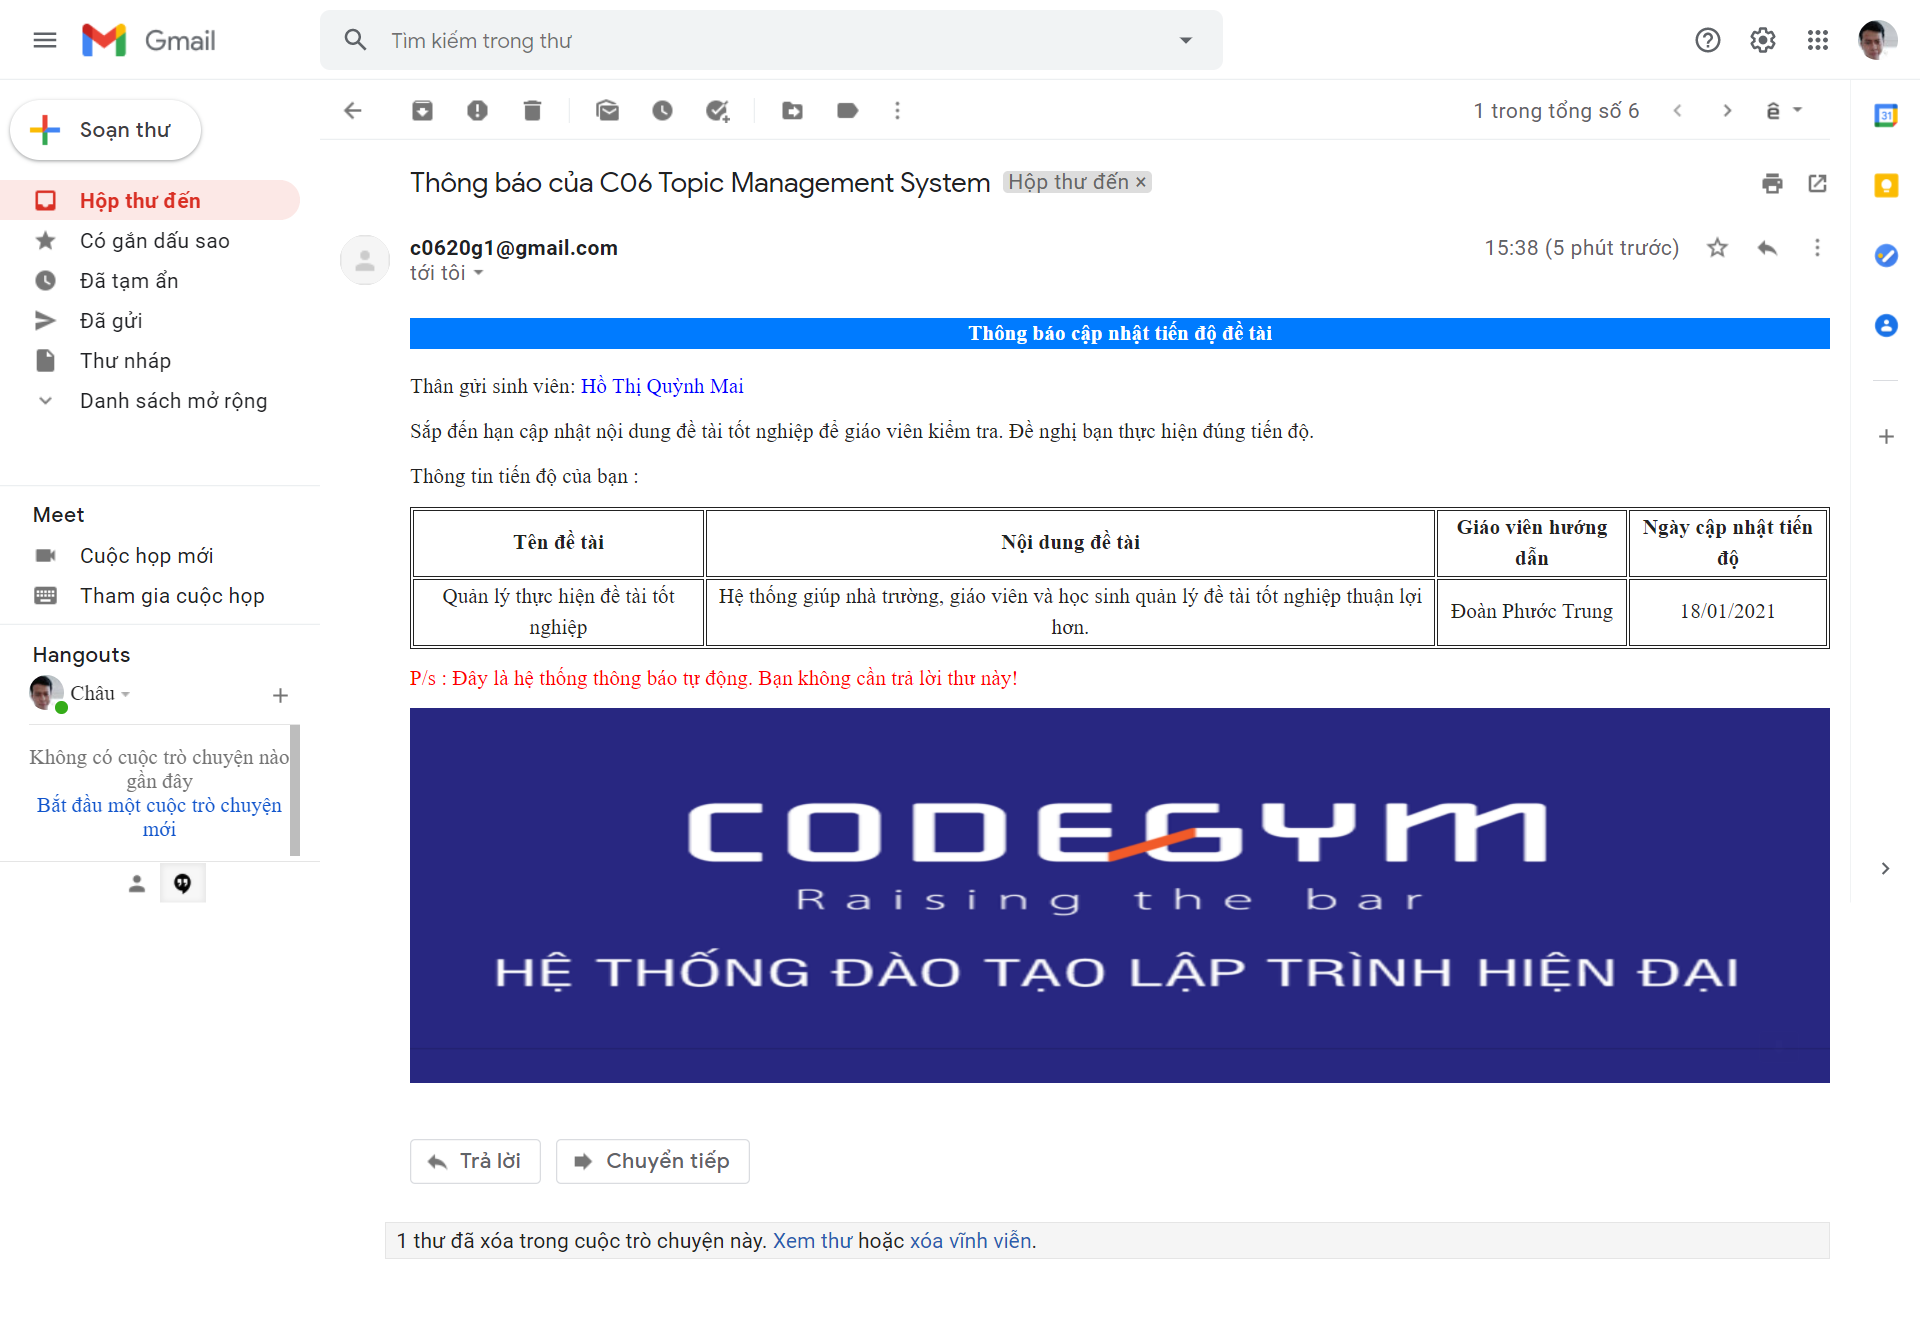 Gmail
Tìm kiếm trong thư
Soạn thư
1 trong tổng số 6
ê
31
Hộp thư đến
Có gắn dấu sao
Đã tạm ẩn
Đã gửi
Thư nháp
Danh sách mở rộng
Meet
Cuộc họp mới
Tham gia cuộc họp
Hangouts
Châu
Không có cuộc trò chuyện nào
gần đây
Bắt đầu một cuộc trò chuyện
mới
Thông báo của C06 Topic Management System
Hộp thư đến ×
c0620g1@gmail.com
15:38 (5 phút trước)
tới tôi
Thông báo cập nhật tiến độ đề tài
Thân gửi sinh viên: Hồ Thị Quỳnh Mai
Sắp đến hạn cập nhật nội dung đề tài tốt nghiệp để giáo viên kiểm tra. Đề nghị bạn thực hiện đúng tiến độ.
Thông tin tiến độ của bạn :
Tên đề tài
Nội dung đề tài
Giáo viên hướng
dẫn
Ngày cập nhật tiến
độ
Quản lý thực hiện đề tài tốt
nghiệp
Hệ thống giúp nhà trường, giáo viên và học sinh quản lý đề tài tốt nghiệp thuận lợi
hơn.
Đoàn Phước Trung
18/01/2021
P/s : Đây là hệ thống thông báo tự động. Bạn không cần trả lời thư này!
CODEGYM
Raising the bar
HỆ THỐNG ĐÀO TẠO LẬP TRÌNH HIỆN ĐẠI
Trả lời
Chuyển tiếp
1 thư đã xóa trong cuộc trò chuyện này. Xem thư hoặc xóa vĩnh viễn.